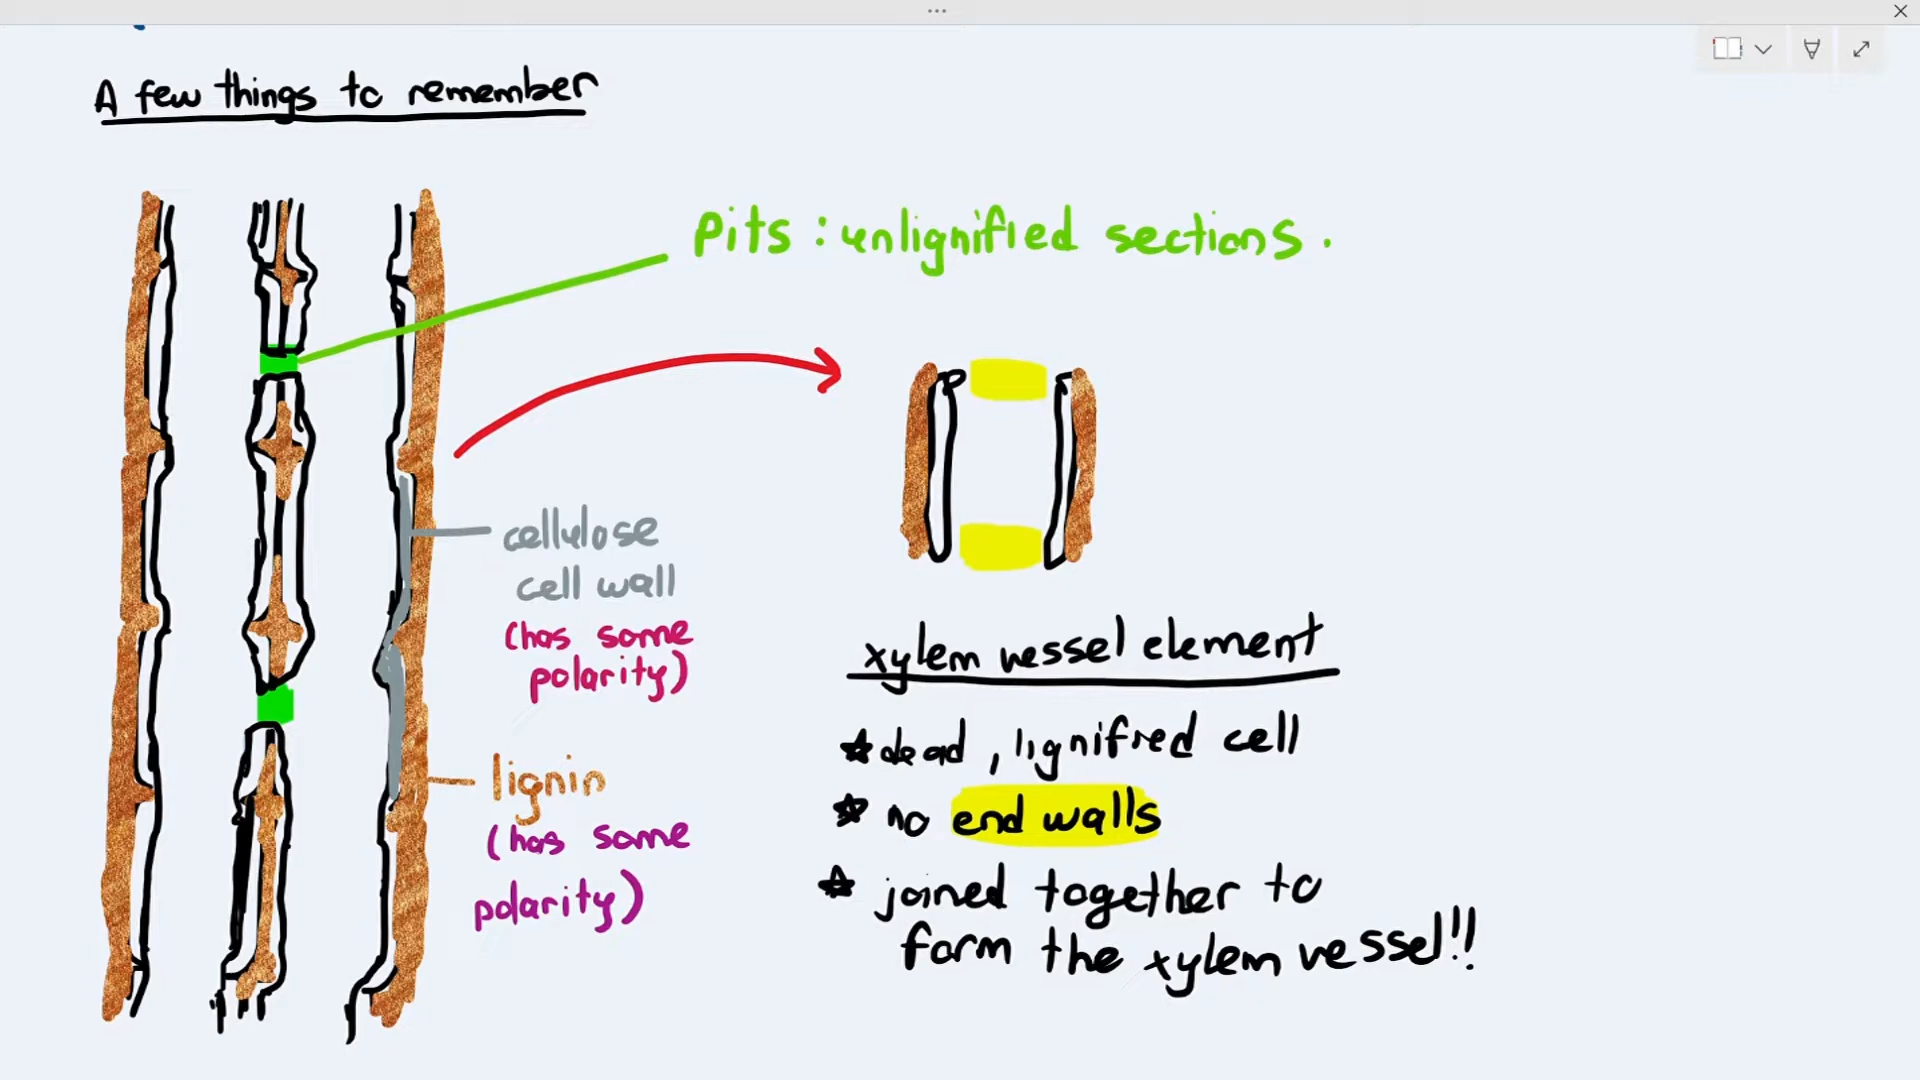 A few things to remember
Pits : unlignified sections.
cellulose
cell wall
(has some
polarity)
lignin
(has some
polarity)
xylem vessel element
★ dead, lignified cell
★ no end walls
★ joined together to
form the xylem vessel!!